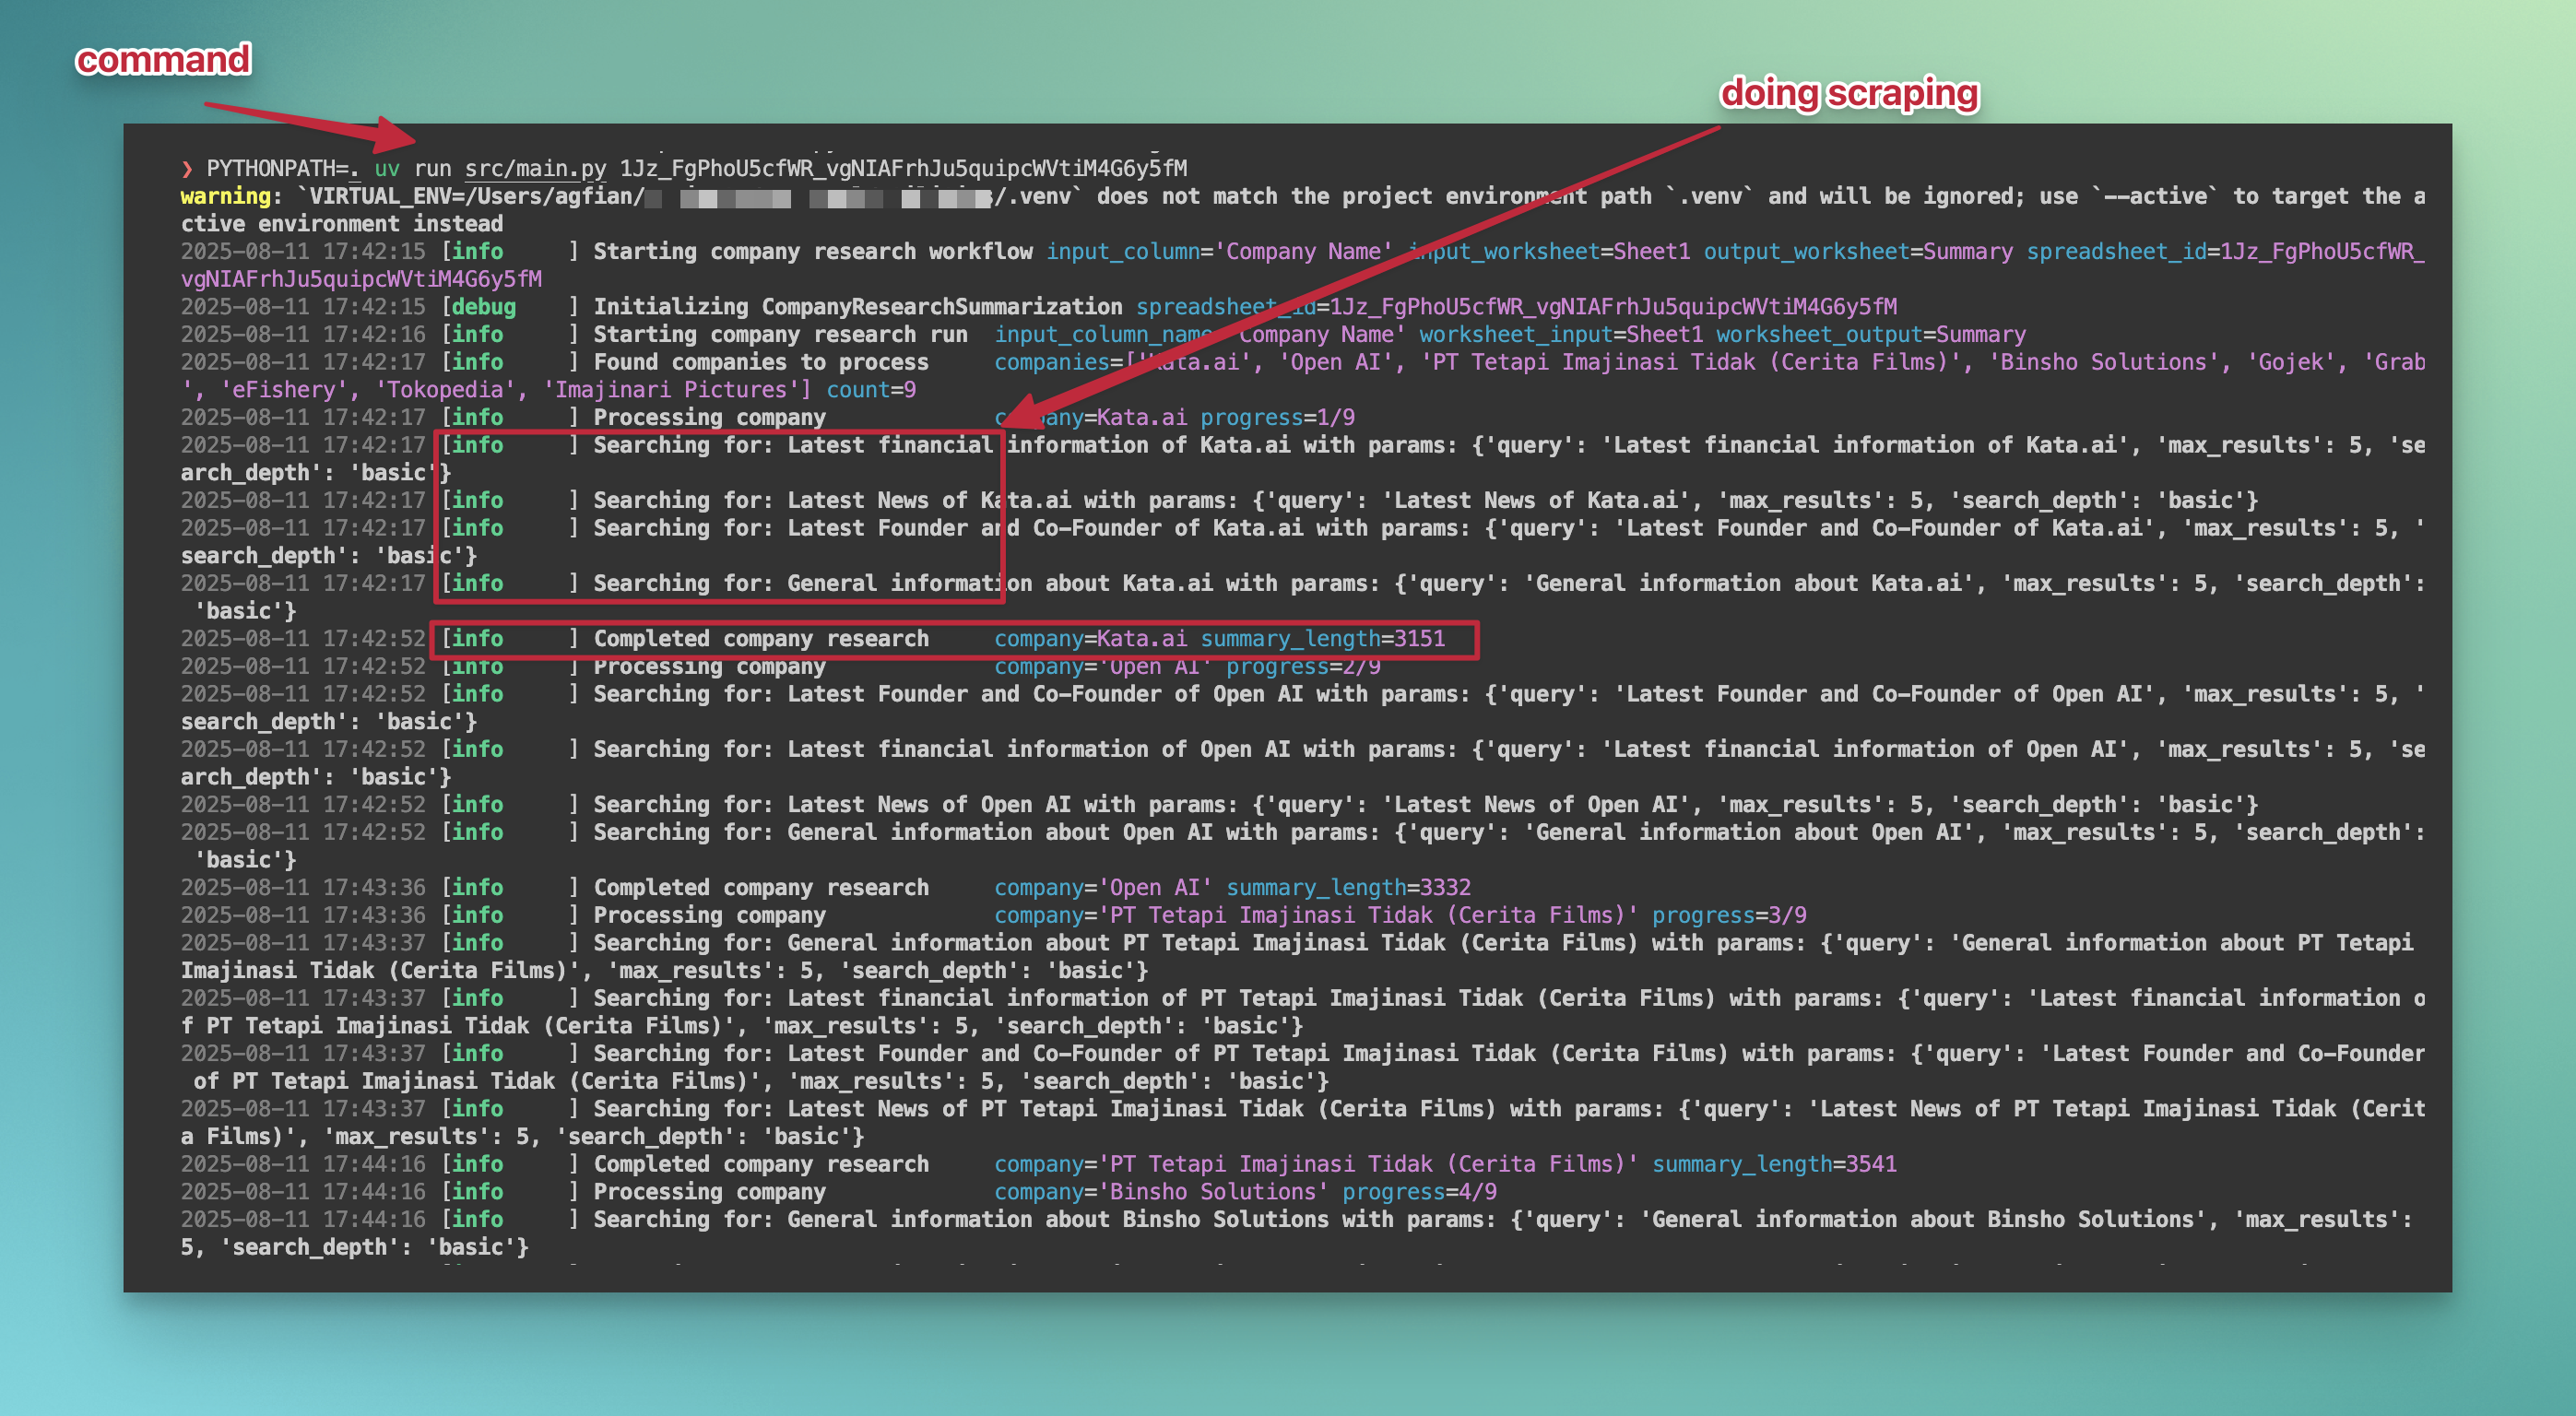 command
doing scraping
❯ PYTHONPATH=. uv run src/main.py 1Jz_FgPhoU5cfWR_vgNIAFrhJu5quipcWVtiM4G6y5fM
warning: `VIRTUAL_ENV=/Users/agfian/ /.venv` does not match the project environment path `.venv` and will be ignored; use `--active` to target the a
ctive environment instead
2025-08-11 17:42:15 [info     ] Starting company research workflow input_column='Company Name' input_worksheet=Sheet1 output_worksheet=Summary spreadsheet_id=1Jz_FgPhoU5cfWR_
vgNIAFrhJu5quipcWVtiM4G6y5fM
2025-08-11 17:42:15 [debug    ] Initializing CompanyResearchSummarization spreadsheet_id=1Jz_FgPhoU5cfWR_vgNIAFrhJu5quipcWVtiM4G6y5fM
2025-08-11 17:42:16 [info     ] Starting company research run  input_column_name='Company Name' worksheet_input=Sheet1 worksheet_output=Summary
2025-08-11 17:42:17 [info     ] Found companies to process     companies=['Kata.ai', 'Open AI', 'PT Tetapi Imajinasi Tidak (Cerita Films)', 'Binsho Solutions', 'Gojek', 'Grab
', 'eFishery', 'Tokopedia', 'Imajinari Pictures'] count=9
2025-08-11 17:42:17 [info     ] Processing company             company=Kata.ai progress=1/9
2025-08-11 17:42:17 [info     ] Searching for: Latest financial information of Kata.ai with params: {'query': 'Latest financial information of Kata.ai', 'max_results': 5, 'se
arch_depth': 'basic'}
2025-08-11 17:42:17 [info     ] Searching for: Latest News of Kata.ai with params: {'query': 'Latest News of Kata.ai', 'max_results': 5, 'search_depth': 'basic'}
2025-08-11 17:42:17 [info     ] Searching for: Latest Founder and Co-Founder of Kata.ai with params: {'query': 'Latest Founder and Co-Founder of Kata.ai', 'max_results': 5, '
search_depth': 'basic'}
2025-08-11 17:42:17 [info     ] Searching for: General information about Kata.ai with params: {'query': 'General information about Kata.ai', 'max_results': 5, 'search_depth':
 'basic'}
2025-08-11 17:42:52 [info     ] Completed company research     company=Kata.ai summary_length=3151
2025-08-11 17:42:52 [info     ] Processing company             company='Open AI' progress=2/9
2025-08-11 17:42:52 [info     ] Searching for: Latest Founder and Co-Founder of Open AI with params: {'query': 'Latest Founder and Co-Founder of Open AI', 'max_results': 5, '
search_depth': 'basic'}
2025-08-11 17:42:52 [info     ] Searching for: Latest financial information of Open AI with params: {'query': 'Latest financial information of Open AI', 'max_results': 5, 'se
arch_depth': 'basic'}
2025-08-11 17:42:52 [info     ] Searching for: Latest News of Open AI with params: {'query': 'Latest News of Open AI', 'max_results': 5, 'search_depth': 'basic'}
2025-08-11 17:42:52 [info     ] Searching for: General information about Open AI with params: {'query': 'General information about Open AI', 'max_results': 5, 'search_depth':
 'basic'}
2025-08-11 17:43:36 [info     ] Completed company research     company='Open AI' summary_length=3332
2025-08-11 17:43:36 [info     ] Processing company             company='PT Tetapi Imajinasi Tidak (Cerita Films)' progress=3/9
2025-08-11 17:43:37 [info     ] Searching for: General information about PT Tetapi Imajinasi Tidak (Cerita Films) with params: {'query': 'General information about PT Tetapi
Imajinasi Tidak (Cerita Films)', 'max_results': 5, 'search_depth': 'basic'}
2025-08-11 17:43:37 [info     ] Searching for: Latest financial information of PT Tetapi Imajinasi Tidak (Cerita Films) with params: {'query': 'Latest financial information o
f PT Tetapi Imajinasi Tidak (Cerita Films)', 'max_results': 5, 'search_depth': 'basic'}
2025-08-11 17:43:37 [info     ] Searching for: Latest Founder and Co-Founder of PT Tetapi Imajinasi Tidak (Cerita Films) with params: {'query': 'Latest Founder and Co-Founder
 of PT Tetapi Imajinasi Tidak (Cerita Films)', 'max_results': 5, 'search_depth': 'basic'}
2025-08-11 17:43:37 [info     ] Searching for: Latest News of PT Tetapi Imajinasi Tidak (Cerita Films) with params: {'query': 'Latest News of PT Tetapi Imajinasi Tidak (Cerit
a Films)', 'max_results': 5, 'search_depth': 'basic'}
2025-08-11 17:44:16 [info     ] Completed company research     company='PT Tetapi Imajinasi Tidak (Cerita Films)' summary_length=3541
2025-08-11 17:44:16 [info     ] Processing company             company='Binsho Solutions' progress=4/9
2025-08-11 17:44:16 [info     ] Searching for: General information about Binsho Solutions with params: {'query': 'General information about Binsho Solutions', 'max_results':
5, 'search_depth': 'basic'}